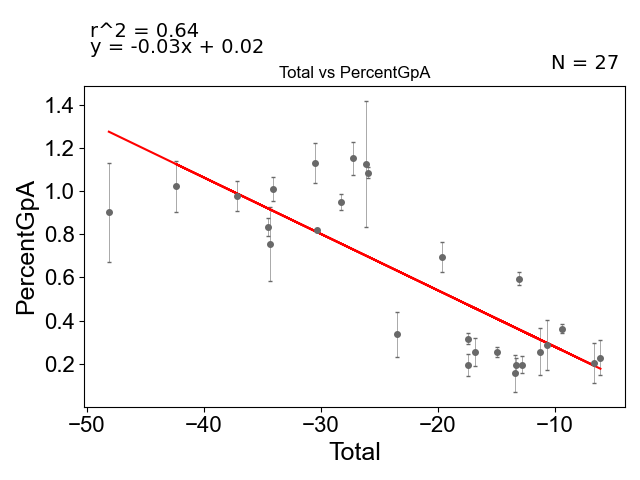 r^2 = 0.64
y = -0.03x + 0.02
N = 27
Total vs PercentGpA
PercentGpA
1.4
1.2
1.0
0.8
0.6
0.4
0.2
−50 −40 −30 −20 −10
Total